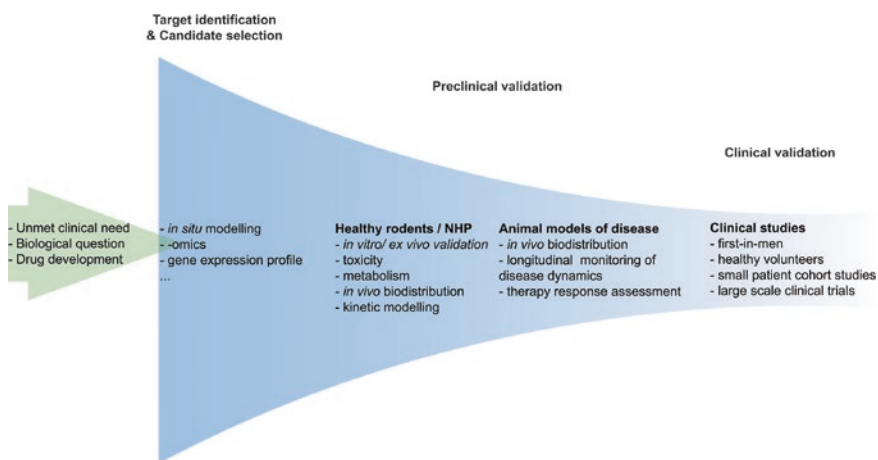 Target identification
& Candidate selection
Preclinical validation
Clinical validation
- Unmet clinical need
- Biological question
- Drug development
- in situ modelling
- -omics
- gene expression profile
...
Healthy rodents / NHP
- in vitro/ ex vivo validation
- toxicity
- metabolism
- in vivo biodistribution
- kinetic modelling
Animal models of disease
- in vivo biodistribution
- longitudinal monitoring of
disease dynamics
- therapy response assessment
Clinical studies
- first-in-men
- healthy volunteers
- small patient cohort studies
- large scale clinical trials